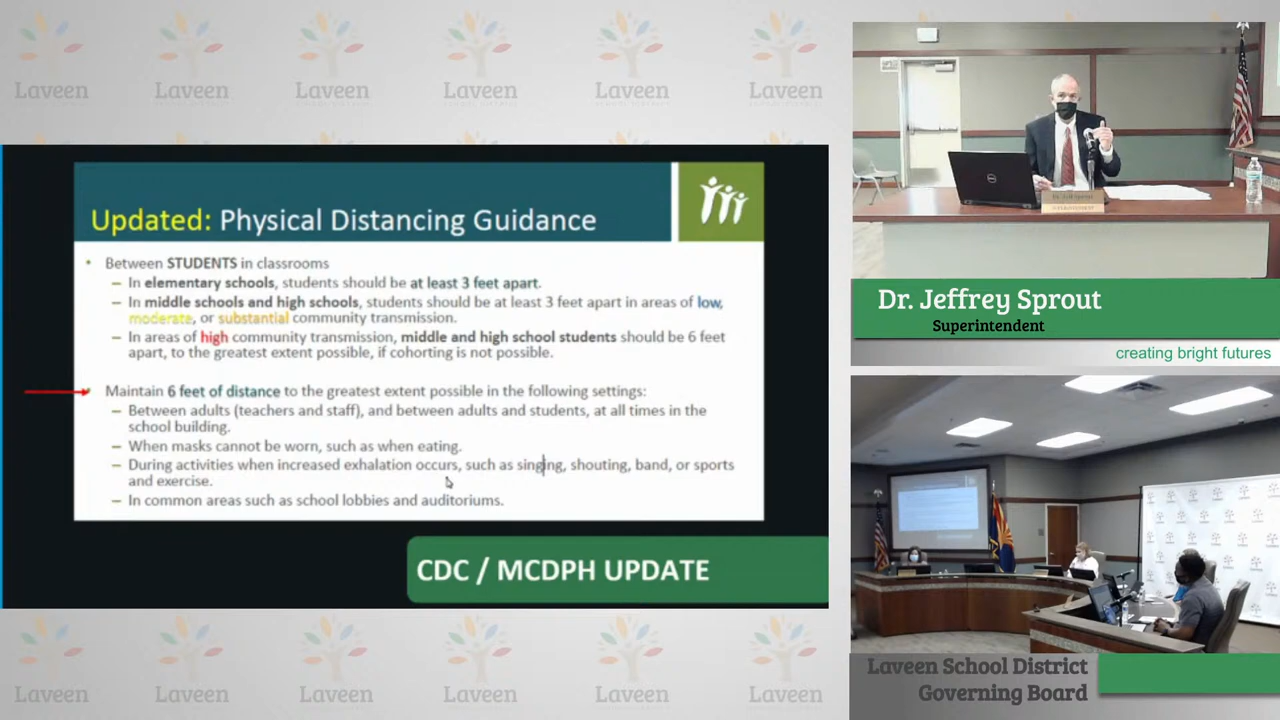 Laveen Laveen Laveen Laveen Laveen Laveen
Updated: Physical Distancing Guidance
• Between STUDENTS in classrooms
– In elementary schools, students should be at least 3 feet apart.
– In middle schools and high schools, students should be at least 3 feet apart in areas of low,
moderate, or substantial community transmission.
– In areas of high community transmission, middle and high school students should be 6 feet
apart, to the greatest extent possible, if cohorting is not possible.
• Maintain 6 feet of distance to the greatest extent possible in the following settings:
– Between adults (teachers and staff), and between adults and students, at all times in the
school building.
– When masks cannot be worn, such as when eating.
– During activities when increased exhalation occurs, such as singing, shouting, band, or sports
and exercise.
– In common areas such as school lobbies and auditoriums.
CDC / MCDPH UPDATE
Laveen Laveen Laveen Laveen Laveen Laveen
DELL
Dr. Jeff Sprout
Dr. Jeffrey Sprout
Superintendent
creating bright futures
Laveen School District
Governing Board